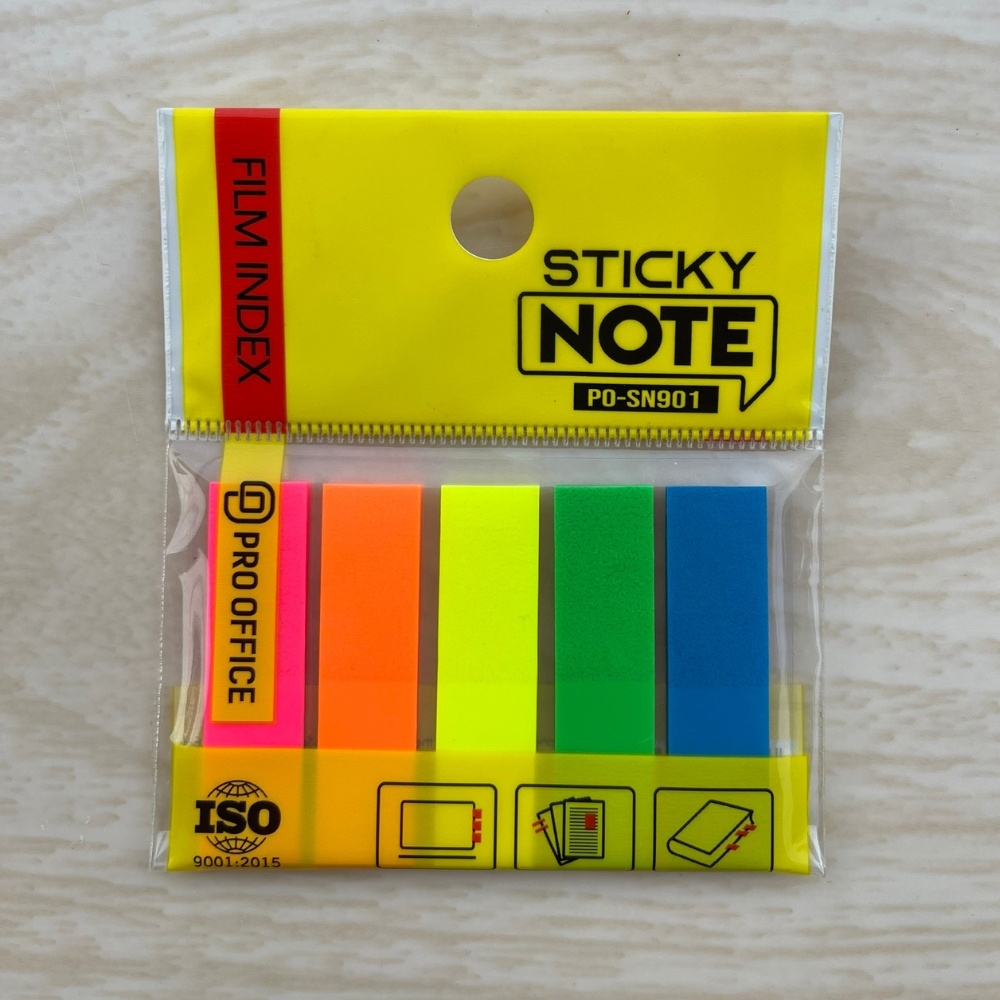 FILM INDEX
STICKY
NOTE
PO-SN901
PRO OFFICE
ISO
9001:2015